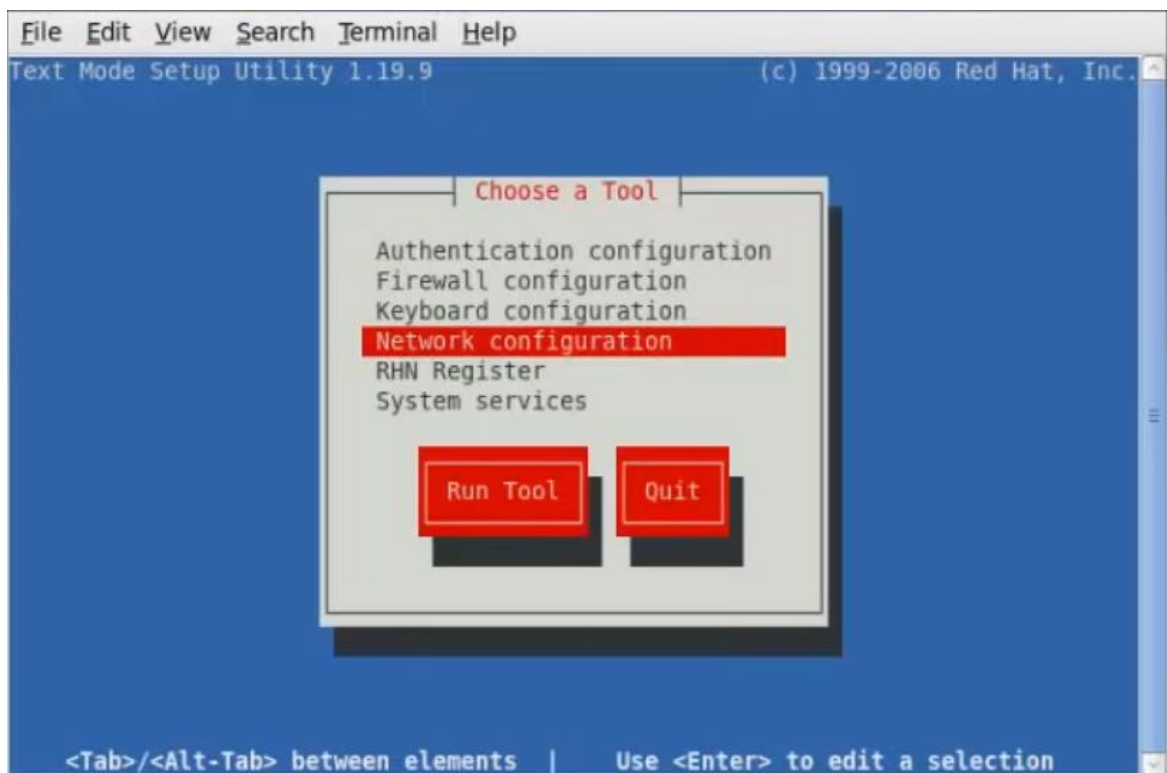 File Edit View Search Terminal Help
Text Mode Setup Utility 1.19.9 (c) 1999-2006 Red Hat, Inc.
Choose a Tool
Authentication configuration
Firewall configuration
Keyboard configuration
Network configuration
RHN Register
System services
Run Tool Quit
<Tab>/<Alt-Tab> between elements | Use <Enter> to edit a selection